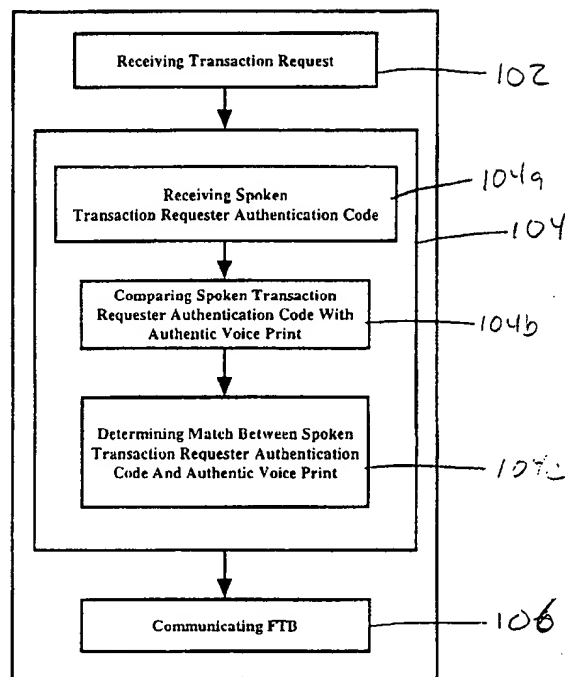 Receiving Transaction Request
102
Receiving Spoken
Transaction Requester Authentication Code
104a
104
Comparing Spoken Transaction
Requester Authentication Code With
Authentic Voice Print
104b
Determining Match Between Spoken
Transaction Requester Authentication
Code And Authentic Voice Print
104c
Communicating FTB
106